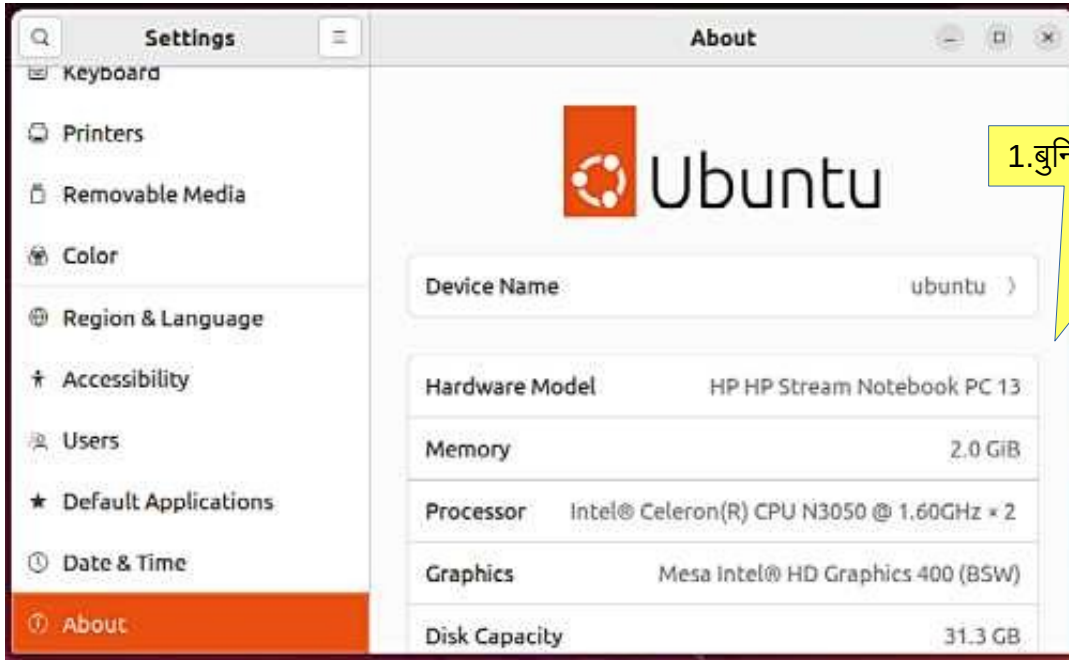 Settings
About
Keyboard
Printers
Removable Media
Color
Region & Language
Accessibility
Users
Default Applications
Date & Time
About
Ubuntu
1.बुनि
Device Name ubuntu
Hardware Model HP HP Stream Notebook PC 13
Memory 2.0 GiB
Processor Intel® Celeron(R) CPU N3050 @ 1.60GHz × 2
Graphics Mesa Intel® HD Graphics 400 (BSW)
Disk Capacity 31.3 GB